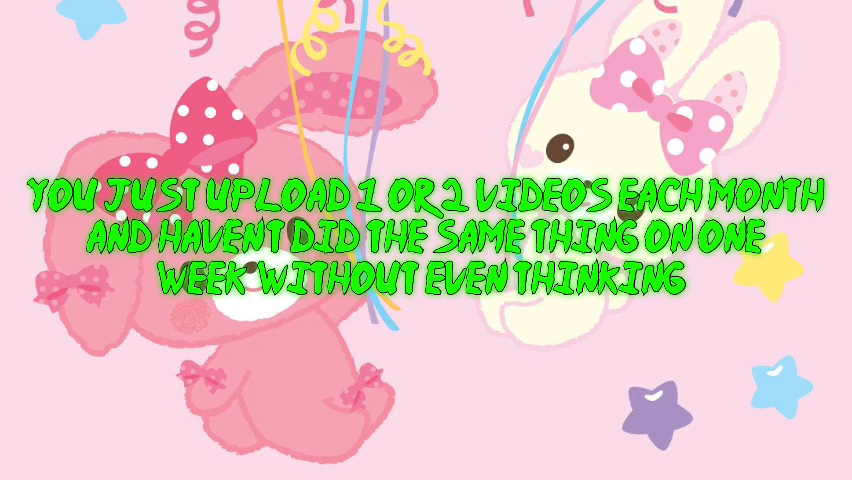 YOU JUST UPLOAD 1 OR 2 VIDEO'S EACH MONTH
AND HAVENT DID THE SAME THING ON ONE
WEEK WITHOUT EVEN THINKING